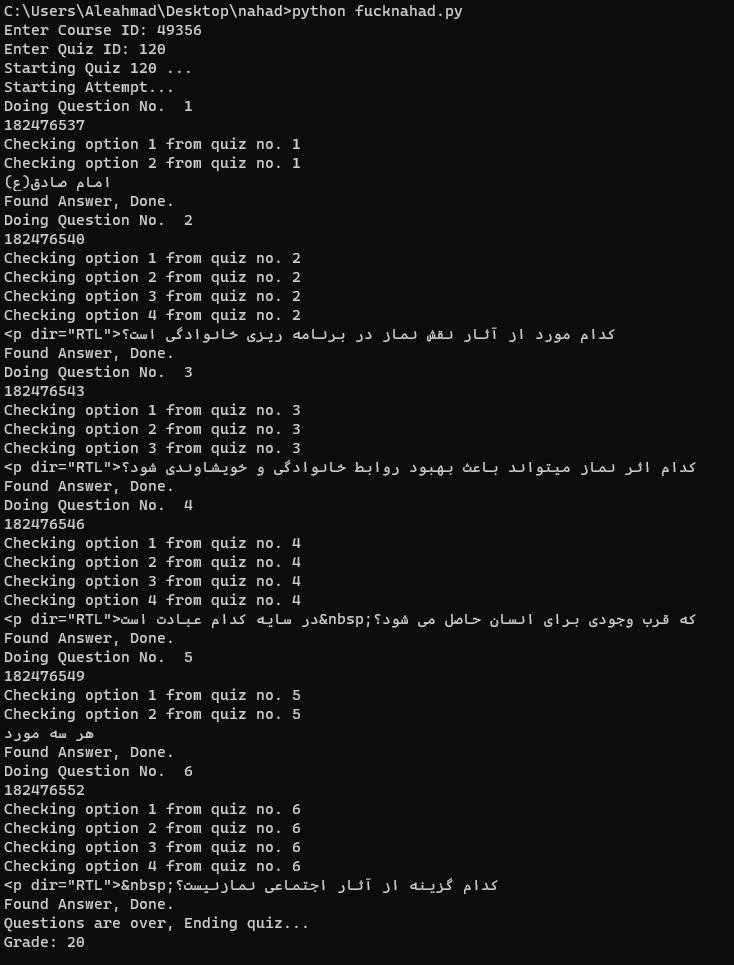 C:\Users\Aleahmad\Desktop\nahad>python fucknahad.py
Enter Course ID: 49356
Enter Quiz ID: 120
Starting Quiz 120 ...
Starting Attempt...
Doing Question No.  1
182476537
Checking option 1 from quiz no. 1
Checking option 2 from quiz no. 1
امام صادق(ع)
Found Answer, Done.
Doing Question No.  2
182476540
Checking option 1 from quiz no. 2
Checking option 2 from quiz no. 2
Checking option 3 from quiz no. 2
Checking option 4 from quiz no. 2
<p dir="RTL">کدام مورد از آثار نقش نماز در برنامه ریزی خانوادگی است؟
Found Answer, Done.
Doing Question No.  3
182476543
Checking option 1 from quiz no. 3
Checking option 2 from quiz no. 3
Checking option 3 from quiz no. 3
<p dir="RTL">کدام اثر نماز میتواند باعث بهبود روابط خانوادگی و خویشاوندی شود؟
Found Answer, Done.
Doing Question No.  4
182476546
Checking option 1 from quiz no. 4
Checking option 2 from quiz no. 4
Checking option 3 from quiz no. 4
Checking option 4 from quiz no. 4
<p dir="RTL">در سایه کدام عبادت است&nbsp;که قرب وجودی برای انسان حاصل می شود؟
Found Answer, Done.
Doing Question No.  5
182476549
Checking option 1 from quiz no. 5
Checking option 2 from quiz no. 5
هر سه مورد
Found Answer, Done.
Doing Question No.  6
182476552
Checking option 1 from quiz no. 6
Checking option 2 from quiz no. 6
Checking option 3 from quiz no. 6
Checking option 4 from quiz no. 6
<p dir="RTL">&nbsp;کدام گزینه از آثار اجتماعی نمازنیست؟
Found Answer, Done.
Questions are over, Ending quiz...
Grade: 20